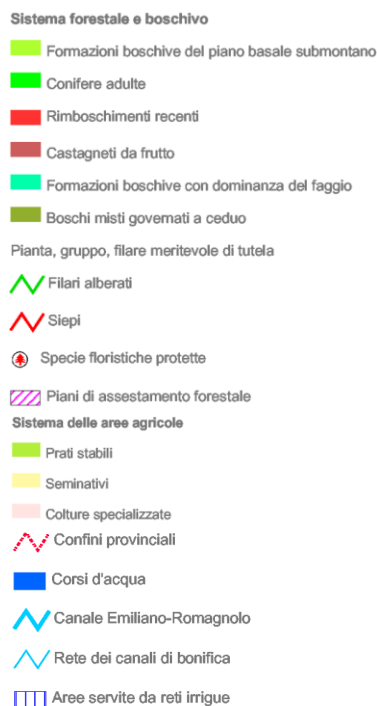 Sistema forestale e boschivo
Formazioni boschive del piano basale submontano
Conifere adulte
Rimboschimenti recenti
Castagneti da frutto
Formazioni boschive con dominanza del faggio
Boschi misti governati a ceduo
Pianta, gruppo, filare meritevole di tutela
Filari alberati
Siepi
Specie floristiche protette
Piani di assestamento forestale
Sistema delle aree agricole
Prati stabili
Seminativi
Colture specializzate
Confini provinciali
Corsi d'acqua
Canale Emiliano-Romagnolo
Rete dei canali di bonifica
Aree servite da reti irrigue